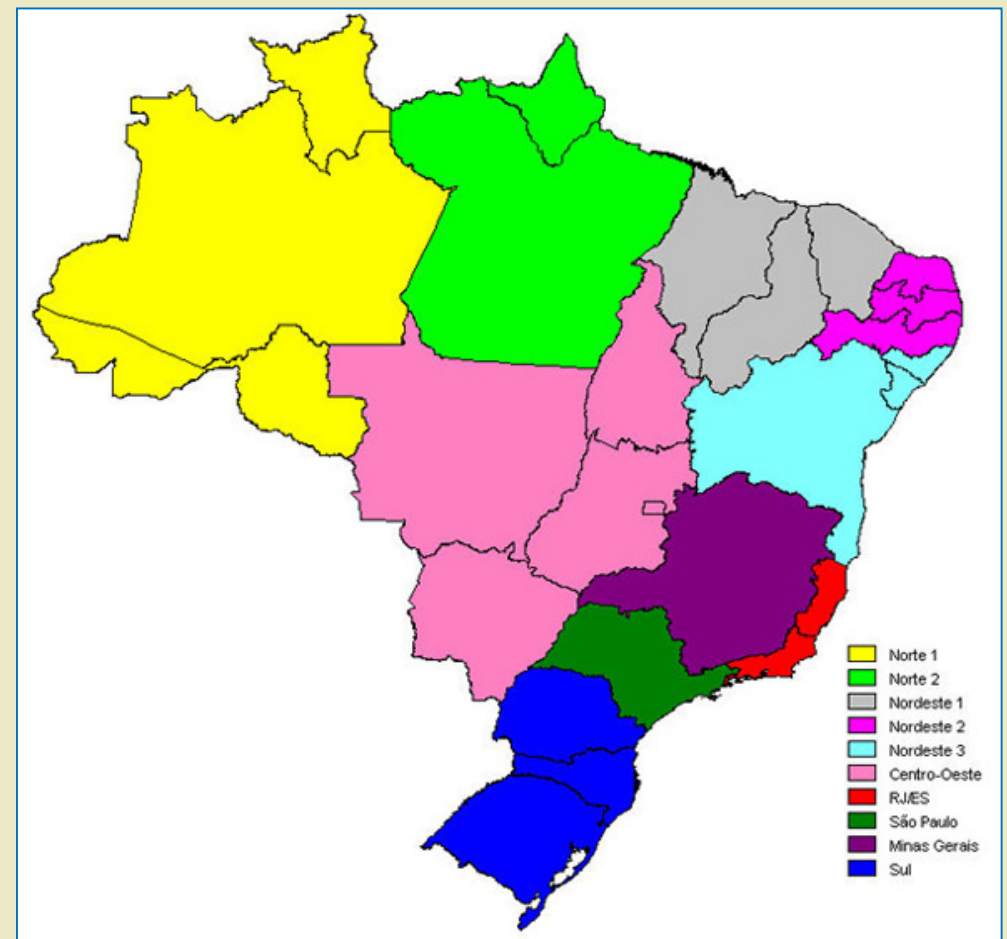 Norte 1
Norte 2
Nordeste 1
Nordeste 2
Nordeste 3
Centro-Oeste
RJ/ES
São Paulo
Minas Gerais
Sul